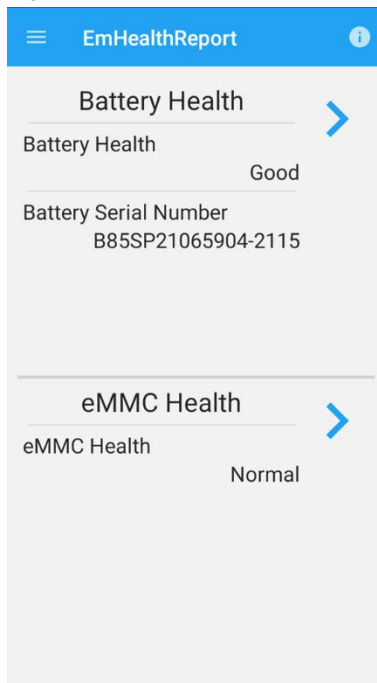 EmHealthReport
Battery Health
Battery Health
Good
Battery Serial Number
B85SP21065904-2115
eMMC Health
eMMC Health
Normal